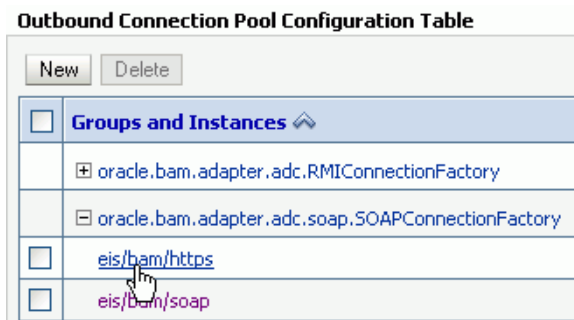 Outbound Connection Pool Configuration Table
New Delete
Groups and Instances
oracle.bam.adapter.adc.RMIConnectionFactory
oracle.bam.adapter.adc.soap.SOAPConnectionFactory
eis/bam/https
eis/bam/soap